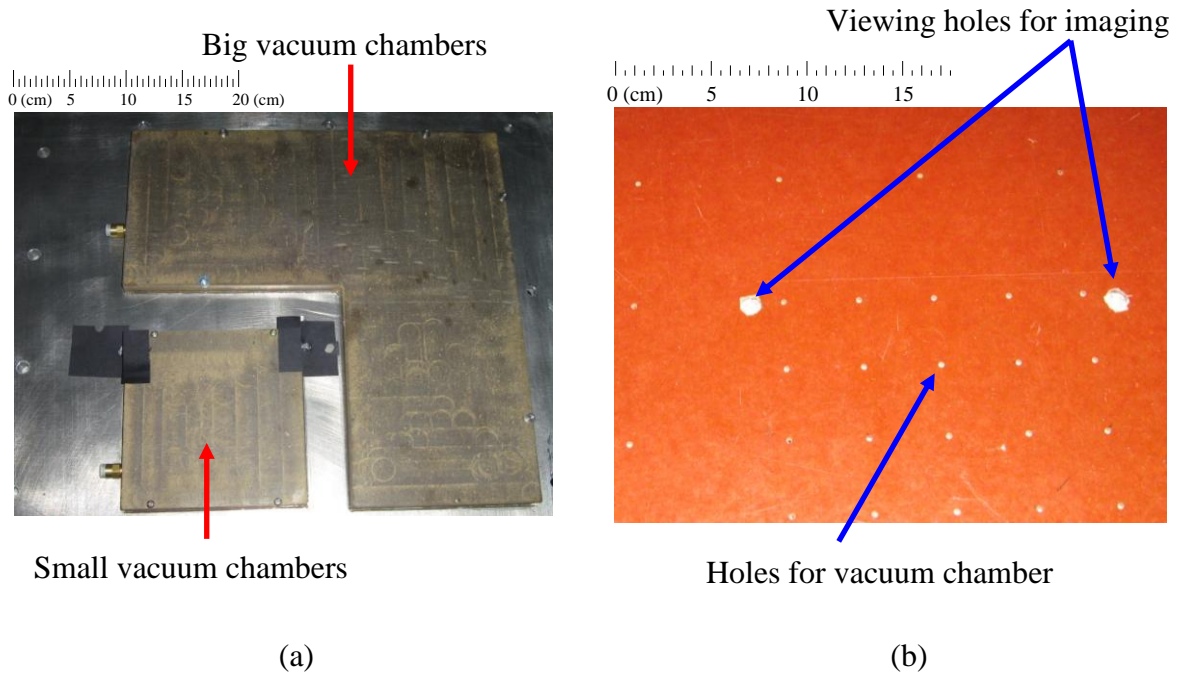 Viewing holes for imaging
Big vacuum chambers
0 (cm) 5 10 15 20 (cm)
0 (cm) 5 10 15
Small vacuum chambers
Holes for vacuum chamber
(a)
(b)